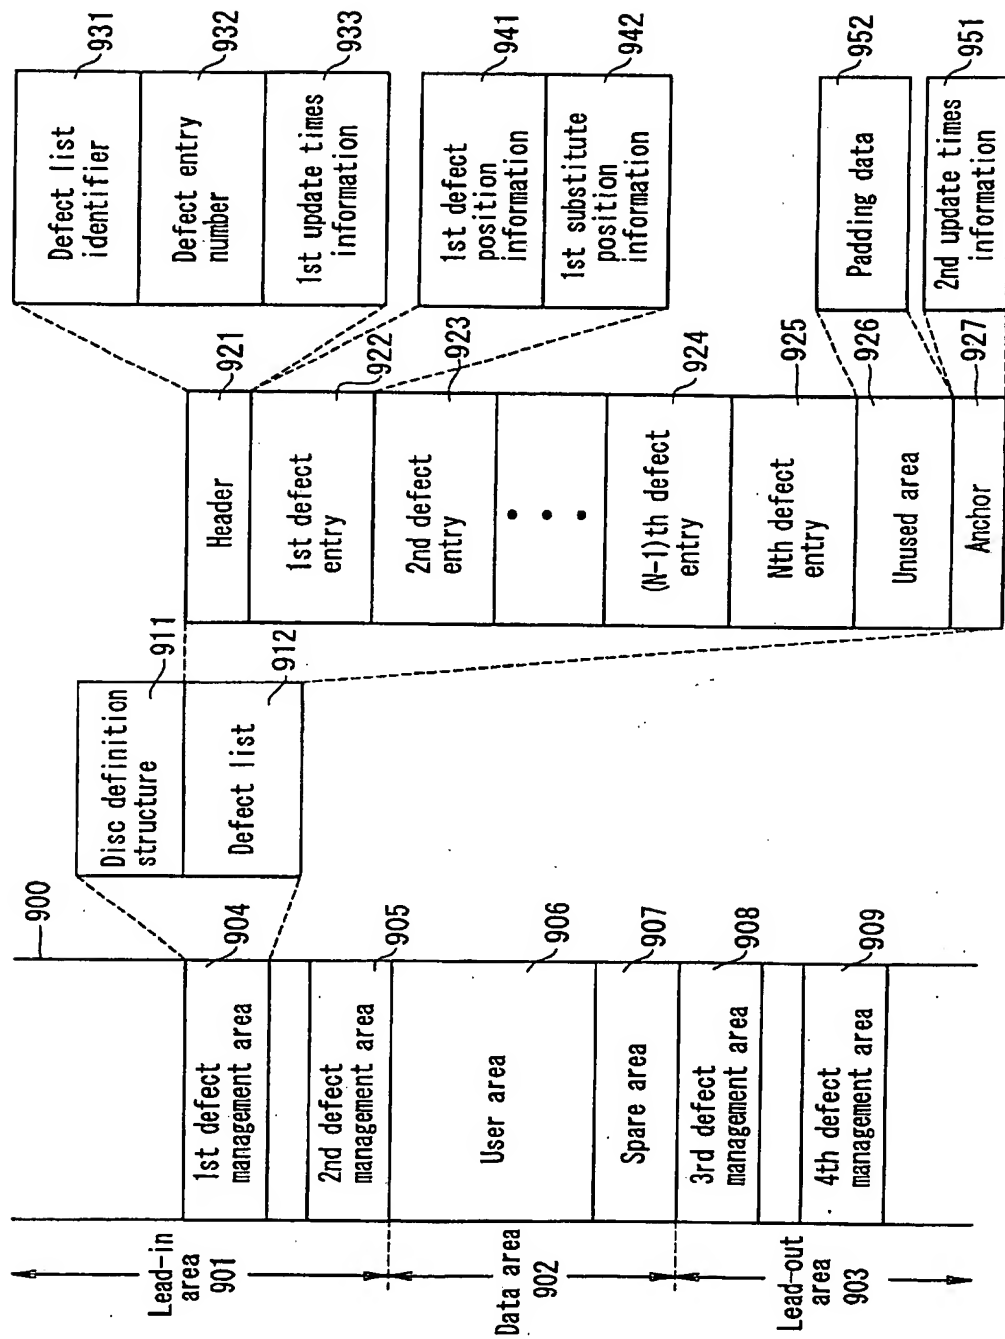 900
Lead-in
area
901
Data area
902
Lead-out
area
903
1st defect
management area
904
2nd defect
management area
905
User area
906
Spare area
907
3rd defect
management area
908
4th defect
management area
909
Disc definition
structure
911
Defect list
912
Header
921
1st defect
entry
922
2nd defect
entry
923
• • •
(N-1)th defect
entry
924
Nth defect
entry
925
Unused area
926
Anchor
927
Defect list
identifier
931
Defect entry
number
932
1st update times
information
933
1st defect
position
information
941
1st substitute
position
information
942
Padding data
952
2nd update times
information
951